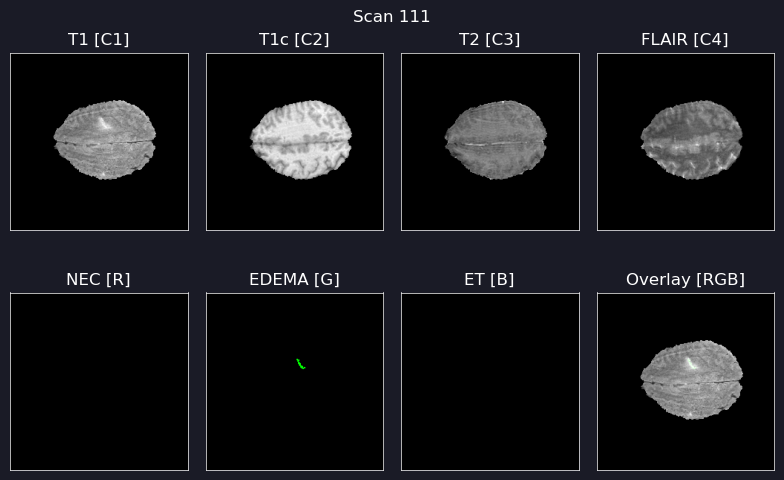 Scan 111
T1 [C1]
T1c [C2]
T2 [C3]
FLAIR [C4]
NEC [R]
EDEMA [G]
ET [B]
Overlay [RGB]